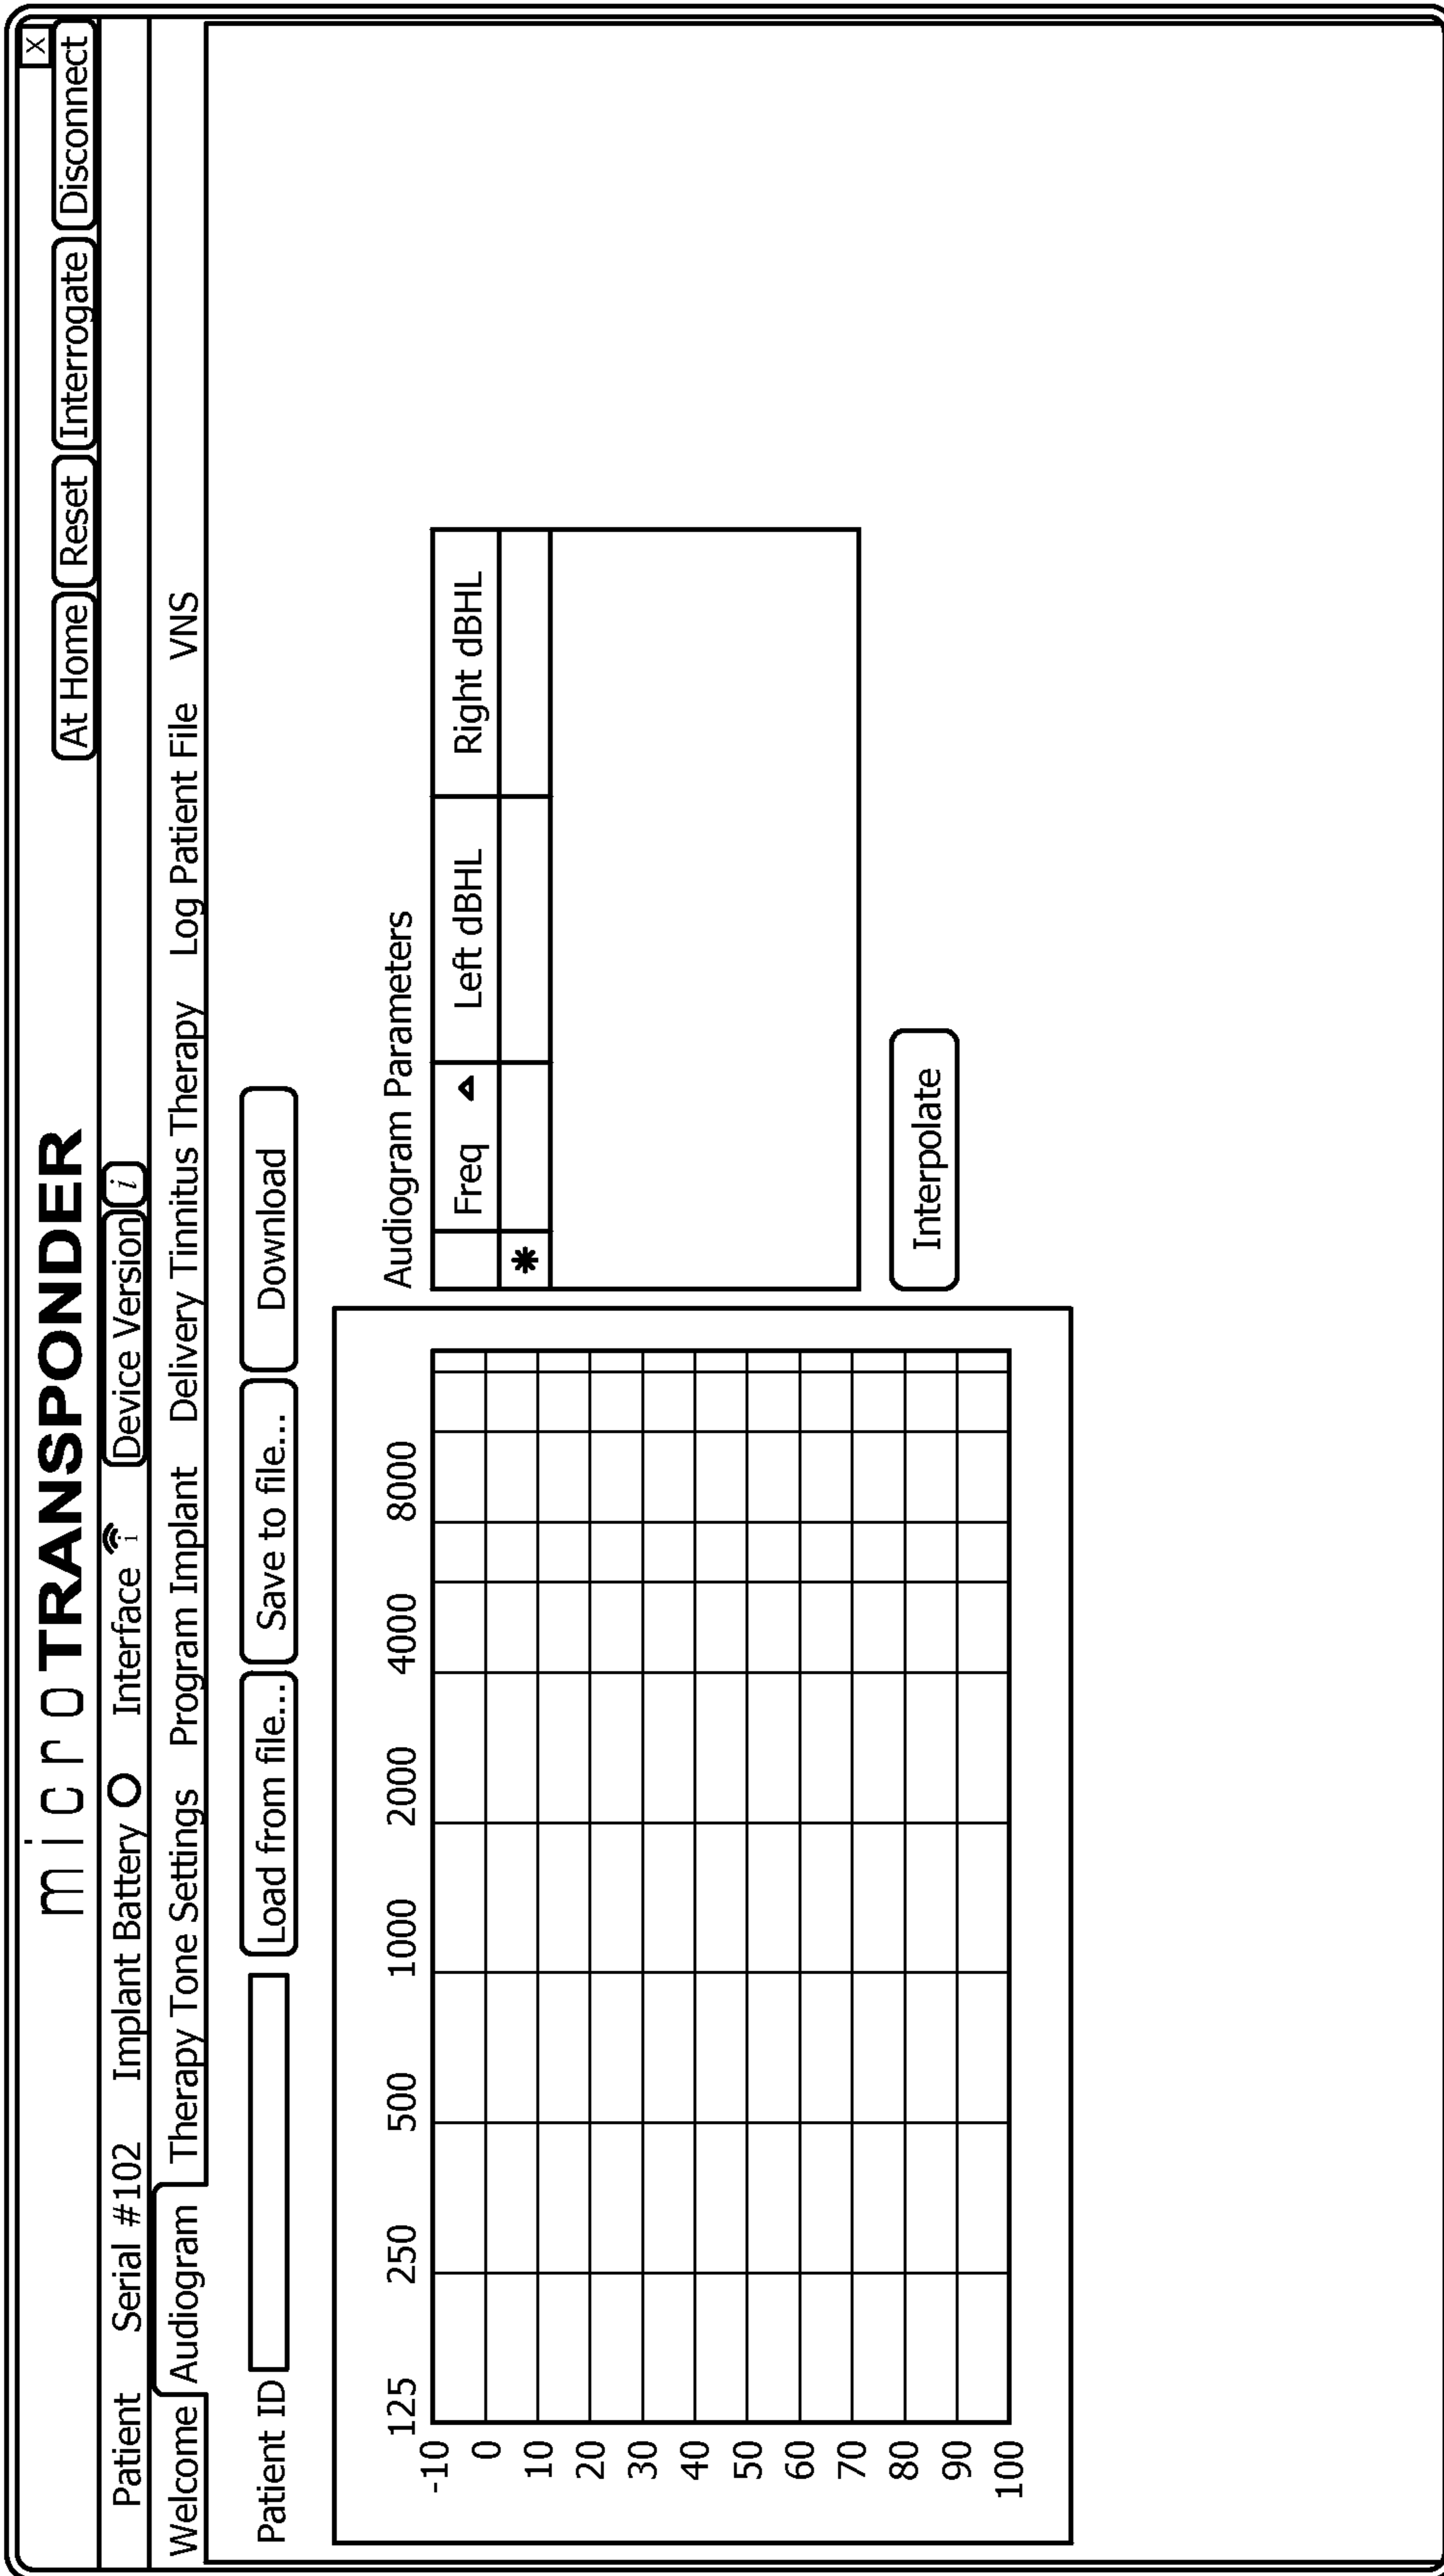 X
microTRANSPONDER
At Home Reset Interrogate Disconnect
Patient Serial #102 Implant Battery Interface i Device Version i
Welcome Audiogram Therapy Tone Settings Program Implant Delivery Tinnitus Therapy Log Patient File VNS
Patient ID Load from file... Save to file... Download
Audiogram Parameters
125 250 500 1000 2000 4000 8000
-10
0
10
20
30
40
50
60
70
80
90
100
Freq Left dBHL Right dBHL
*
Interpolate